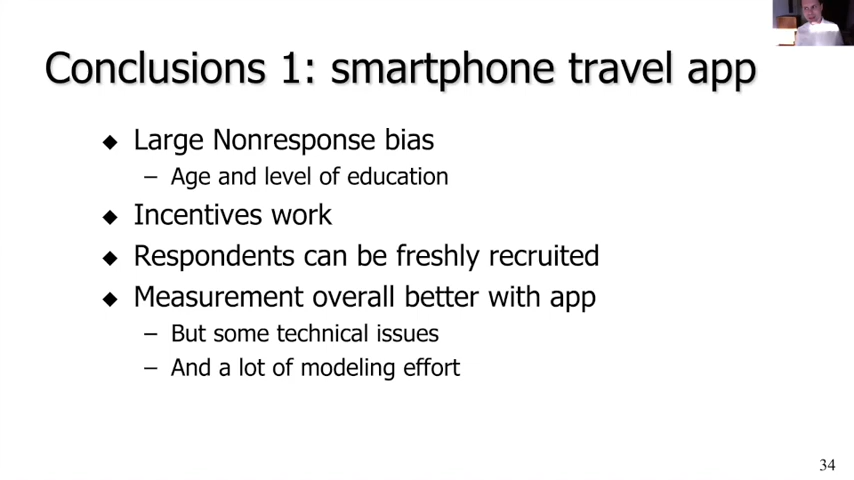 Conclusions 1: smartphone travel app
◆ Large Nonresponse bias
– Age and level of education
◆ Incentives work
◆ Respondents can be freshly recruited
◆ Measurement overall better with app
– But some technical issues
– And a lot of modeling effort
34